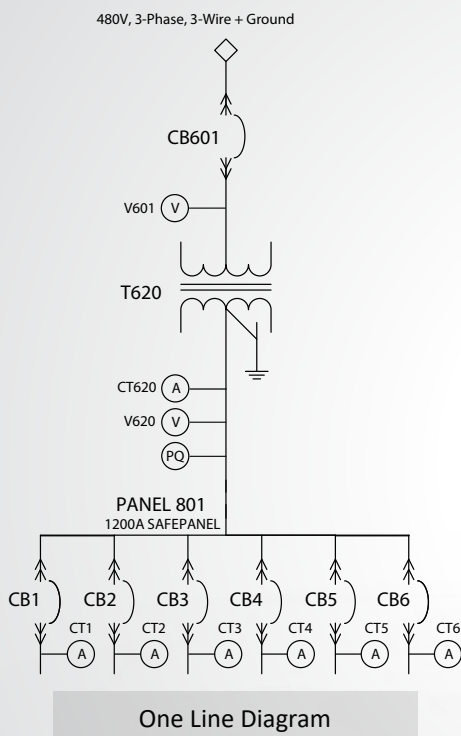 480V, 3-Phase, 3-Wire + Ground
CB601
V601 V
T620
CT620 A
V620 V
PQ
PANEL 801
1200A SAFEPANEL
CB1 CB2 CB3 CB4 CB5 CB6
CT1 CT2 CT3 CT4 CT5 CT6
A A A A A A
One Line Diagram